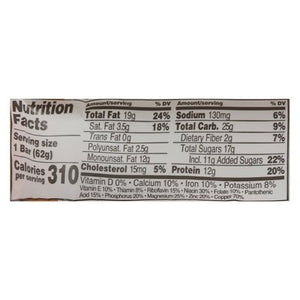 Nutrition
Facts
Serving size
1 Bar (62g)
Calories
per serving 310
Amount/serving % DV
Total Fat 19g 24%
Sat. Fat 3.5g 18%
Trans Fat 0g
Polyunsat. Fat 2.5g
Monounsat. Fat 12g
Cholesterol 15mg 5%
Amount/serving % DV
Sodium 130mg 6%
Total Carb. 25g 9%
Dietary Fiber 2g 7%
Total Sugars 17g
Incl. 11g Added Sugars 22%
Protein 12g 20%
Vitamin D 0% • Calcium 10% • Iron 10% • Potassium 8%
Vitamin E 10% • Thiamin 8% • Riboflavin 15% • Niacin 30% • Folate 10% • Pantothenic
Acid 15% • Phosphorus 20% • Magnesium 25% • Zinc 20% • Copper 70%